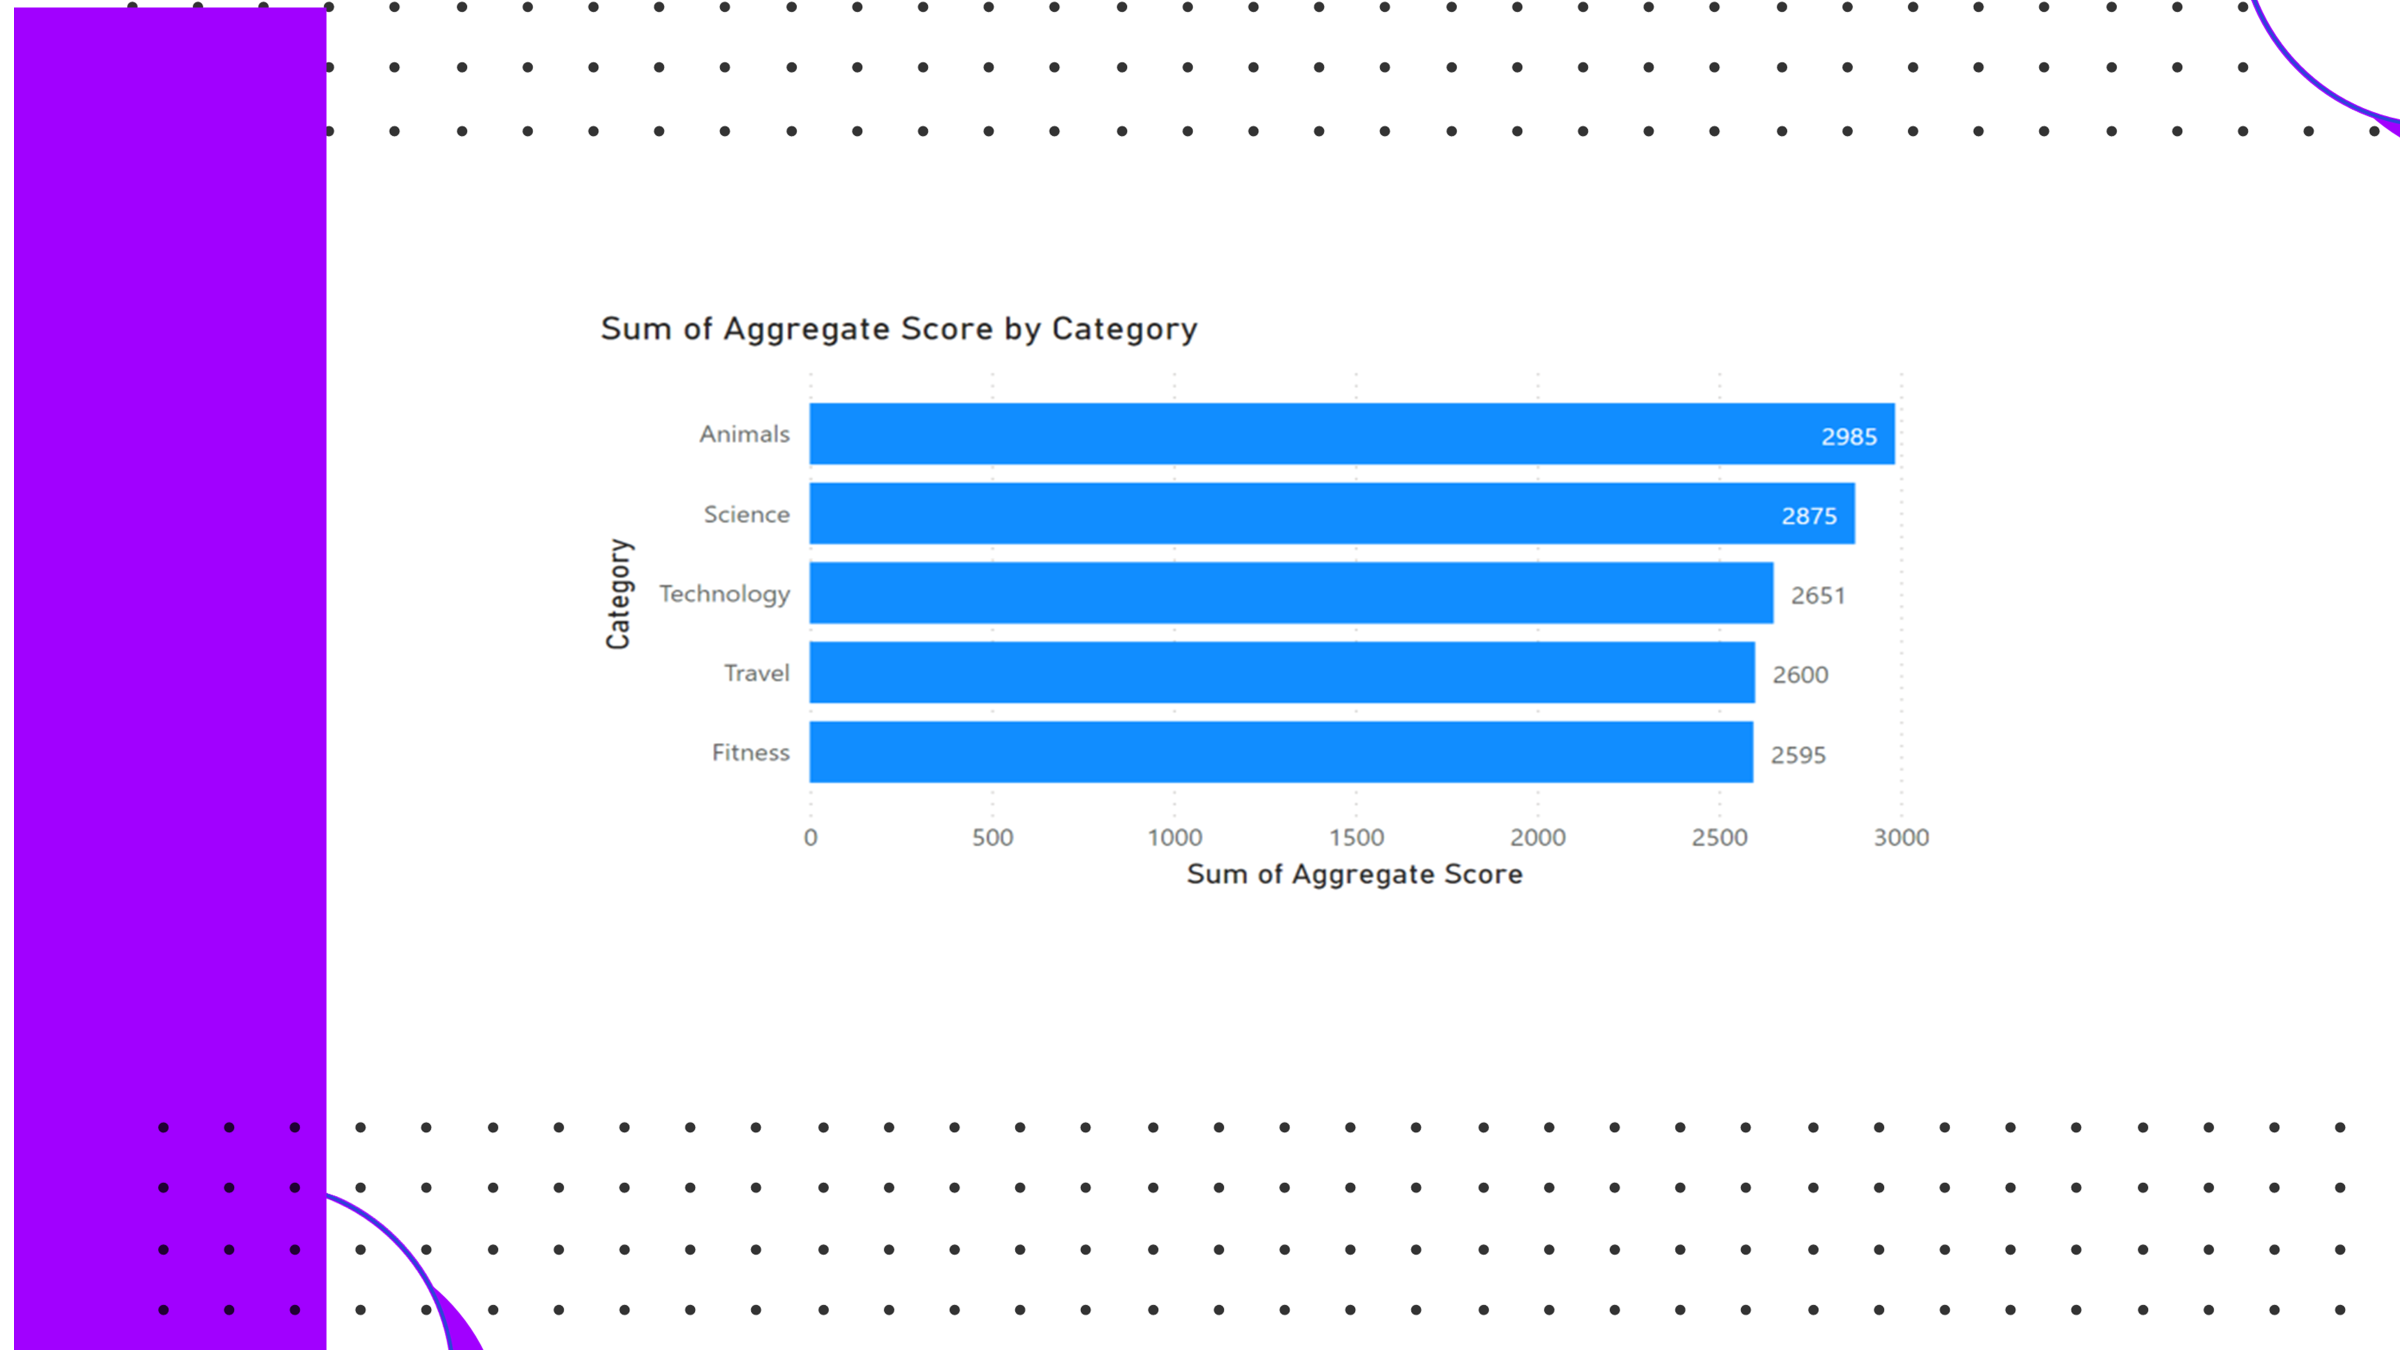 Sum of Aggregate Score by Category
Category
Animals 2985
Science 2875
Technology 2651
Travel 2600
Fitness 2595
0 500 1000 1500 2000 2500 3000
Sum of Aggregate Score